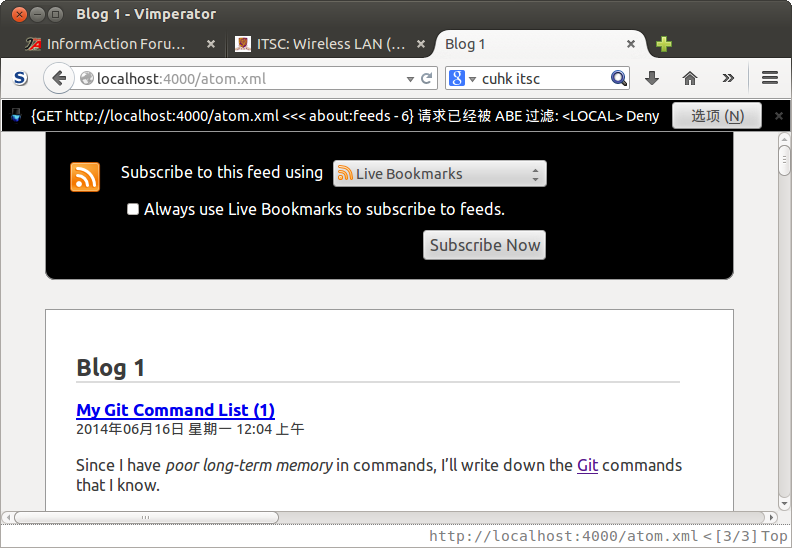 Blog 1 - Vimperator
InformAction Foru…
ITSC: Wireless LAN (…
Blog 1
localhost:4000/atom.xml
cuhk itsc
{GET http://localhost:4000/atom.xml <<< about:feeds - 6} 请求已经被 ABE 过滤: <LOCAL> Deny
选项 (N)
Subscribe to this feed using
Live Bookmarks
Always use Live Bookmarks to subscribe to feeds.
Subscribe Now
Blog 1
My Git Command List (1)
2014年06月16日 星期一 12:04 上午
Since I have poor long-term memory in commands, I’ll write down the Git commands
that I know.
http://localhost:4000/atom.xml <[3/3] Top